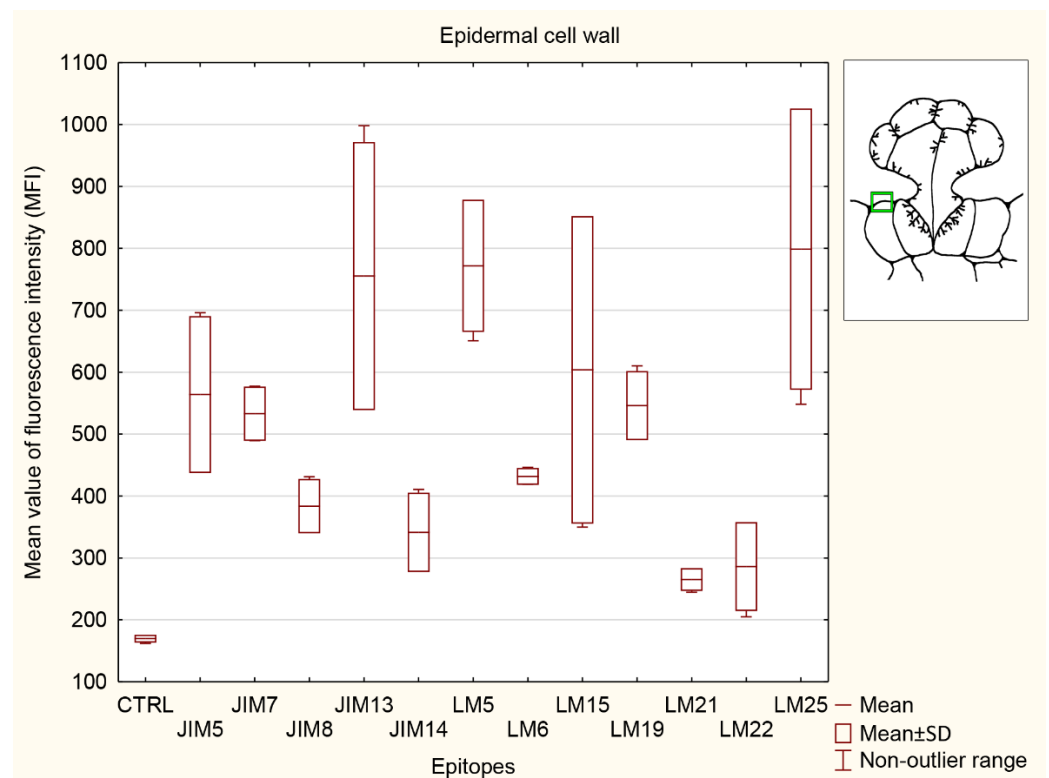 Epidermal cell wall
Mean value of fluorescence intensity (MFI)
1100
1000
900
800
700
600
500
400
300
200
100
CTRL JIM7 JIM13 LM5 LM15 LM21 LM25
JIM5 JIM8 JIM14 LM6 LM19 LM22
Epitopes
Mean
Mean±SD
Non-outlier range